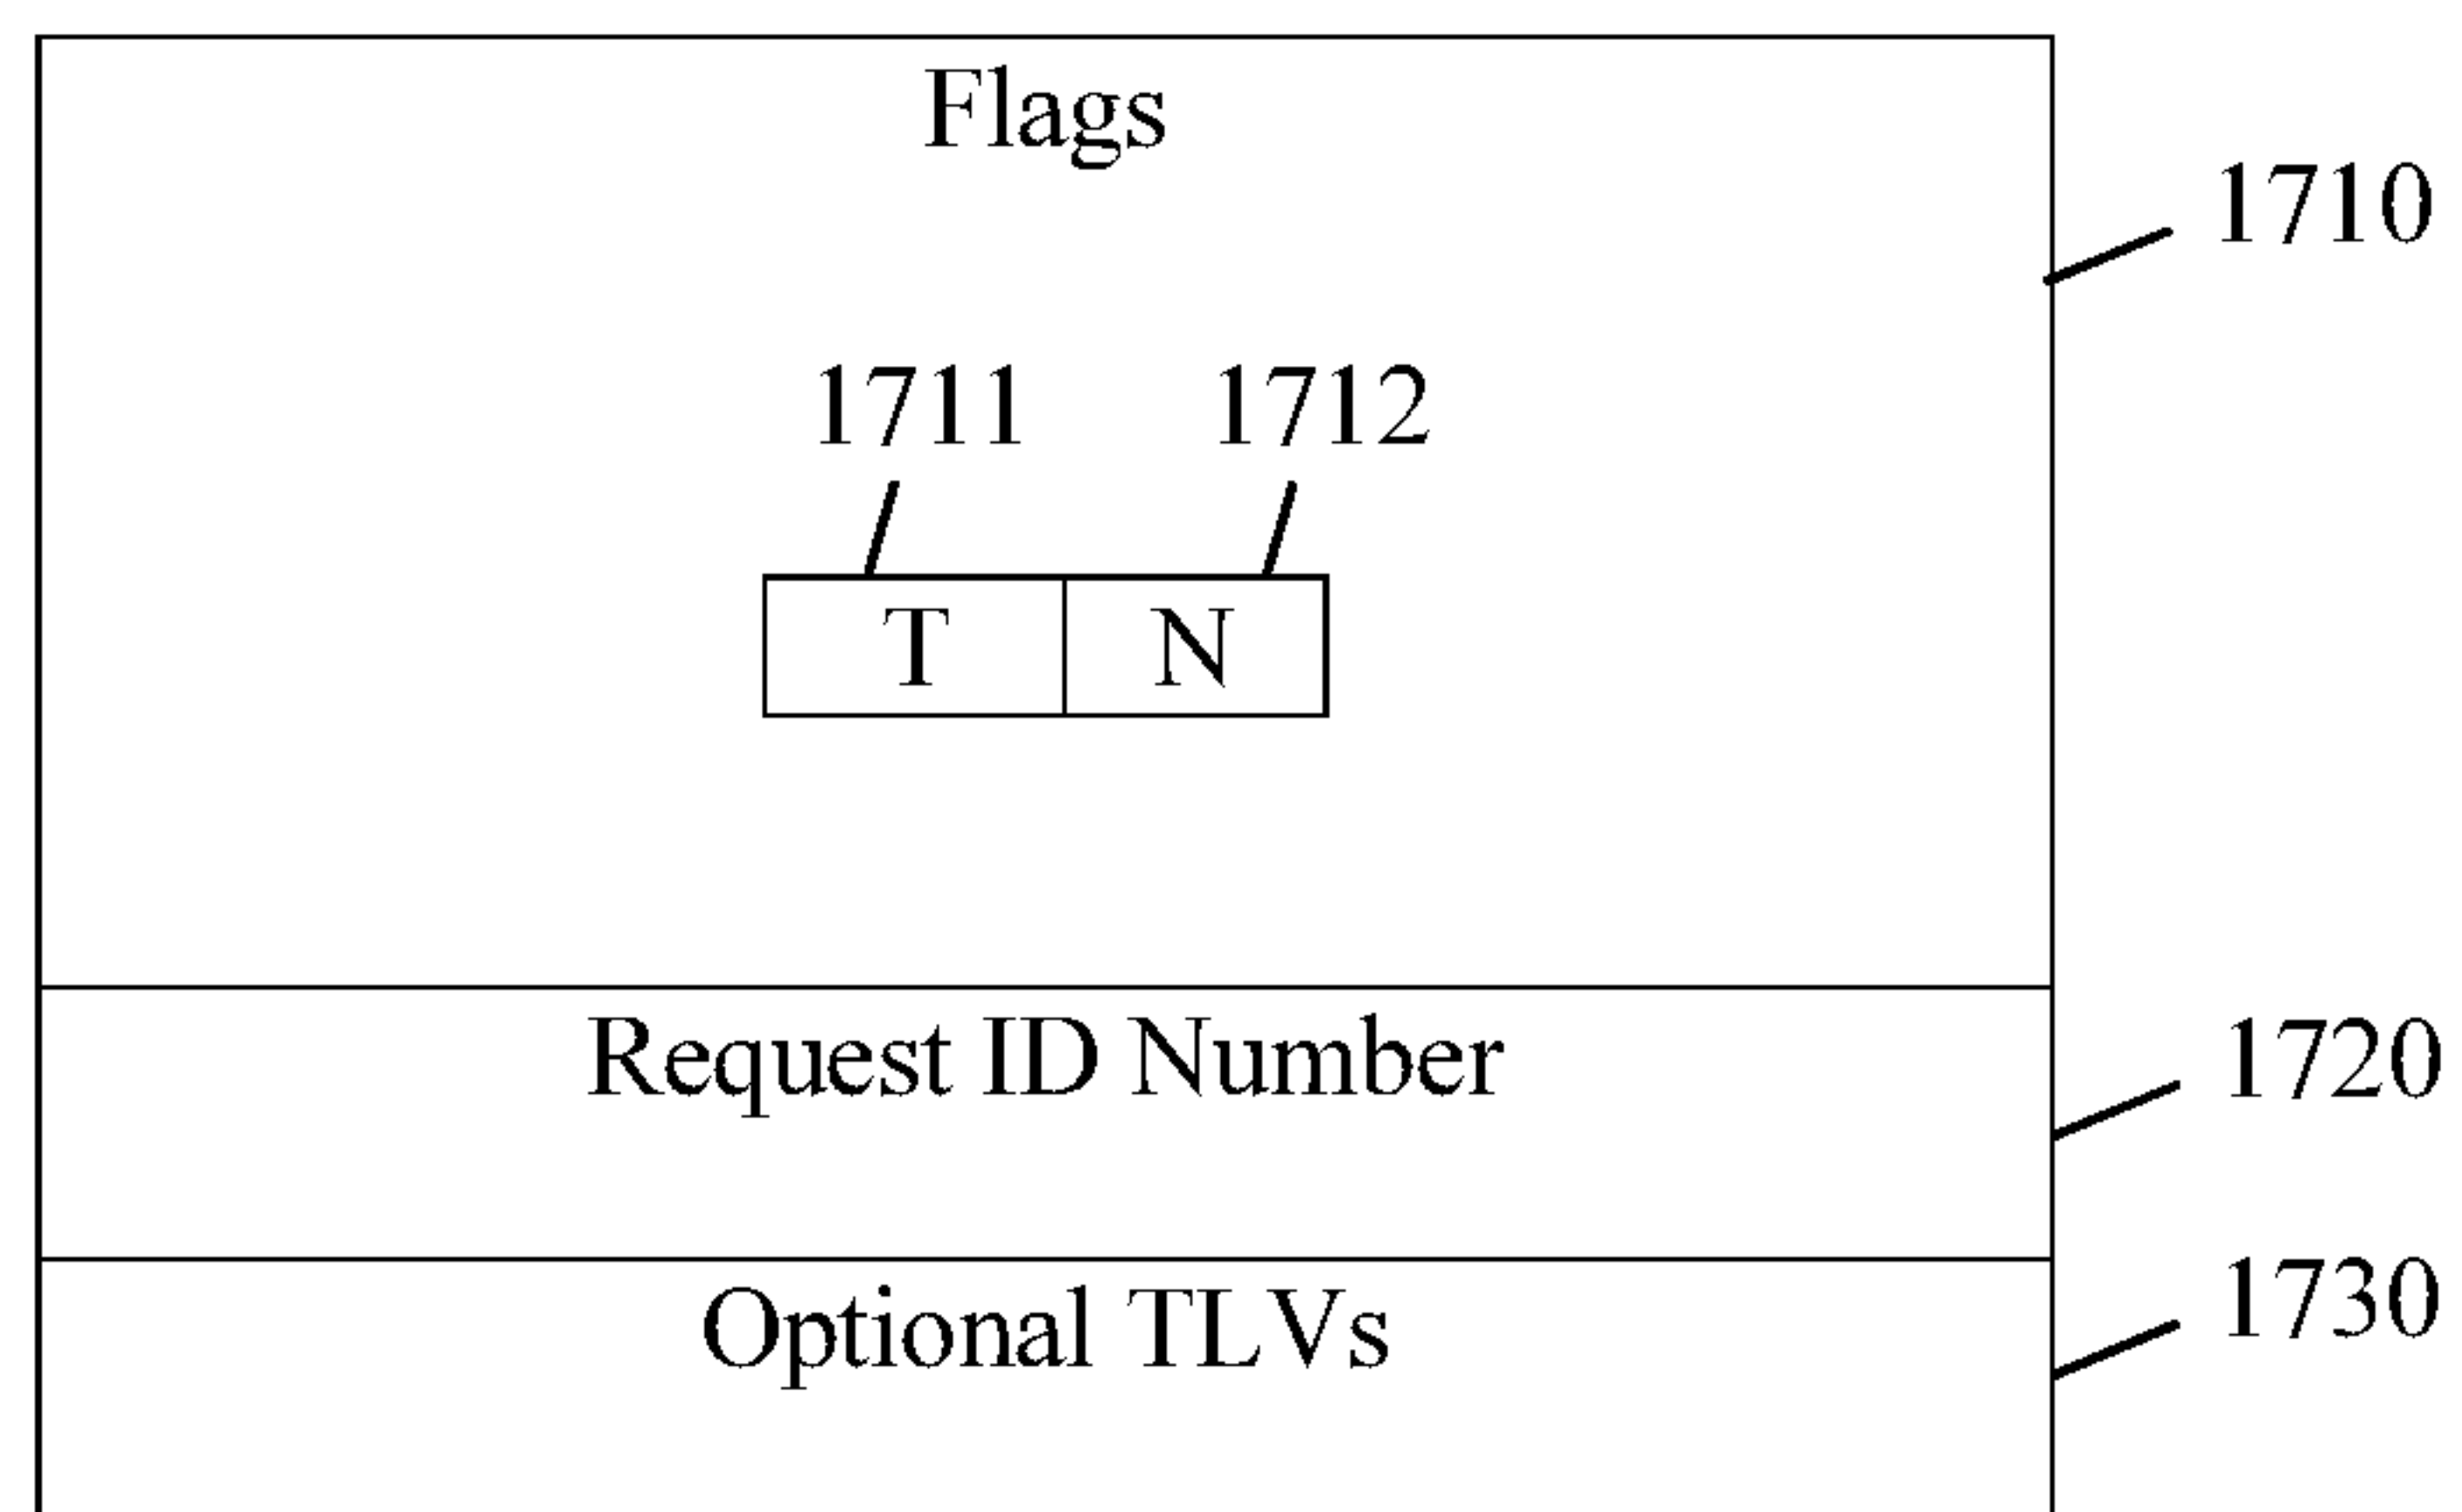 Flags
1710
1711 1712
T N
Request ID Number
1720
Optional TLVs
1730